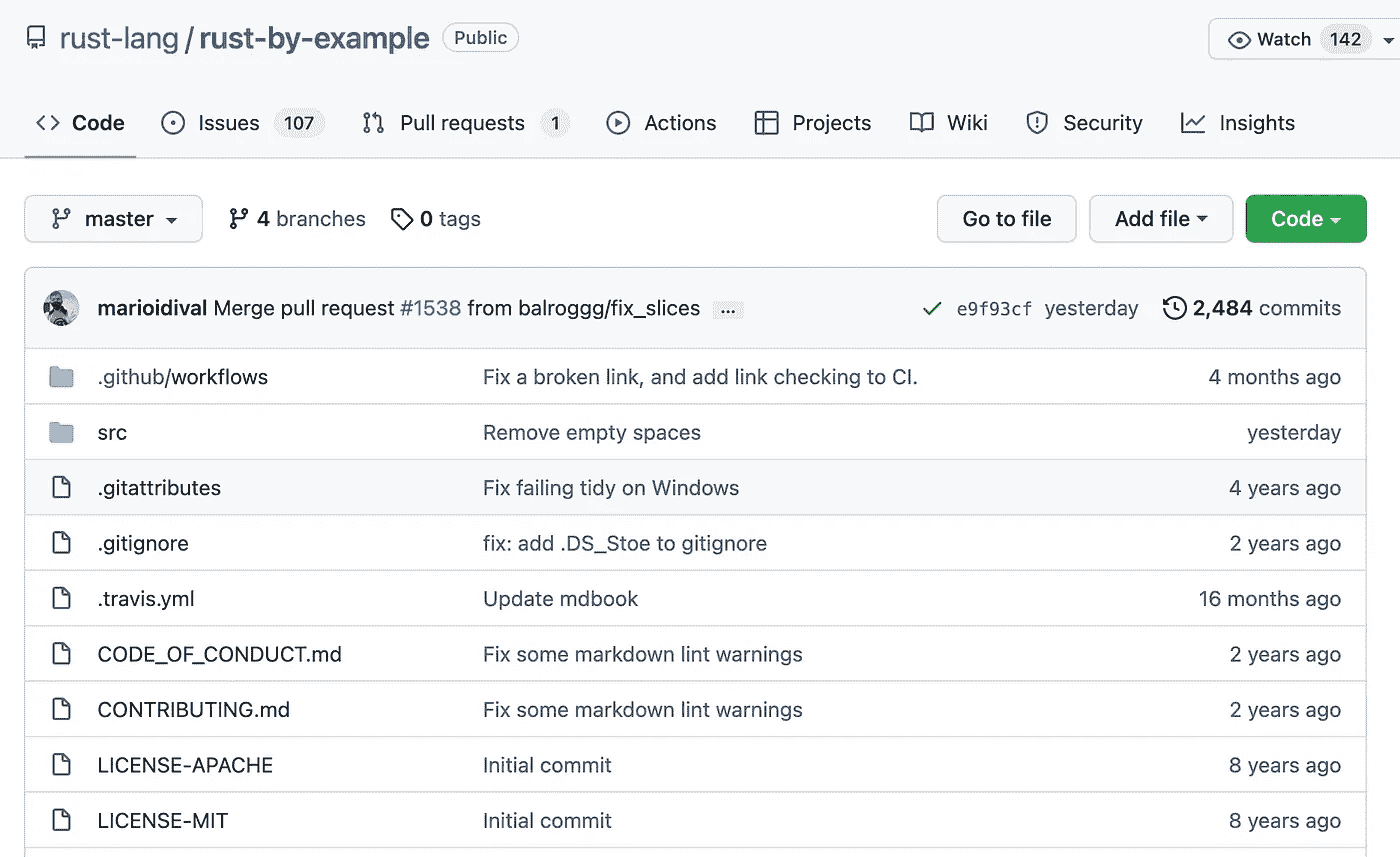 rust-lang / rust-by-example Public Watch 142
Code Issues 107 Pull requests 1 Actions Projects Wiki Security Insights
master 4 branches 0 tags Go to file Add file Code
marioidival Merge pull request #1538 from balroggg/fix_slices ... e9f93cf yesterday 2,484 commits
.github/workflows Fix a broken link, and add link checking to CI. 4 months ago
src Remove empty spaces yesterday
.gitattributes Fix failing tidy on Windows 4 years ago
.gitignore fix: add .DS_Stoe to gitignore 2 years ago
.travis.yml Update mdbook 16 months ago
CODE_OF_CONDUCT.md Fix some markdown lint warnings 2 years ago
CONTRIBUTING.md Fix some markdown lint warnings 2 years ago
LICENSE-APACHE Initial commit 8 years ago
LICENSE-MIT Initial commit 8 years ago